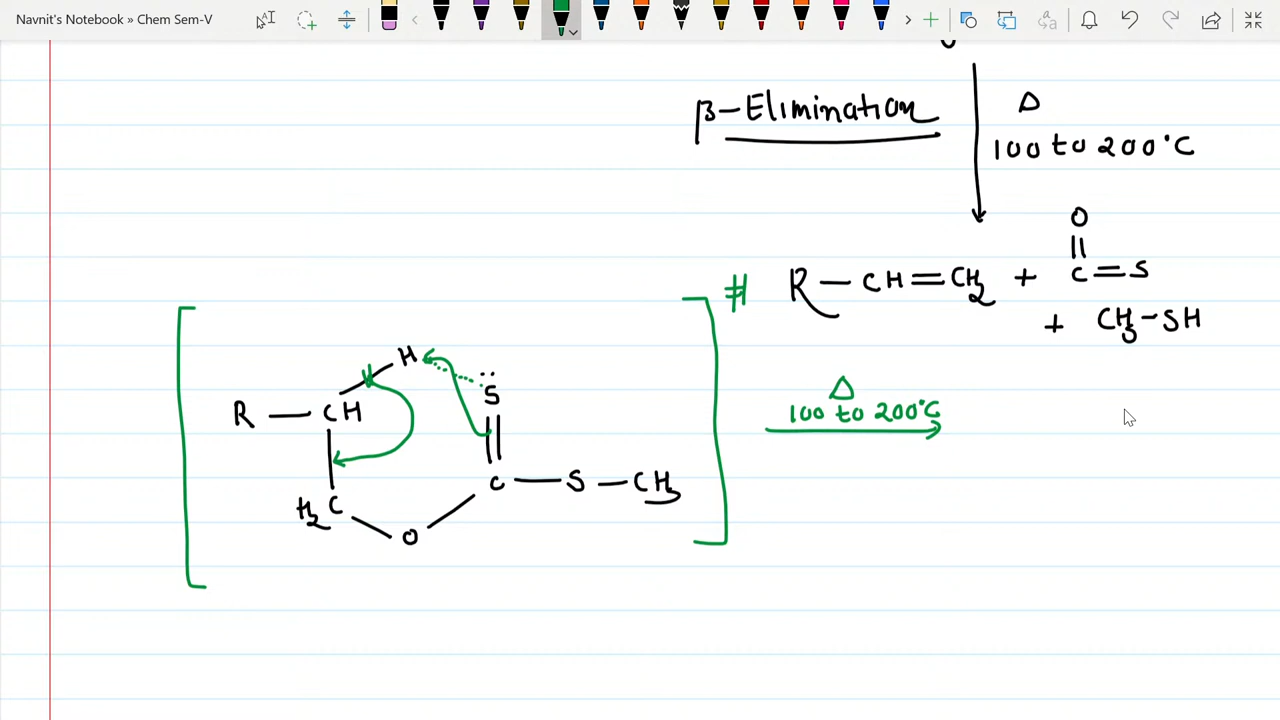 Navnit's Notebook » Chem Sem-V
β-Elimination
Δ
100 to 200°C
O
R — CH = CH₂ + C = S
+ CH₃ - SH
#
H
S
R — CH
Δ
100 to 200°C
C — S — CH₃
H₂C
O